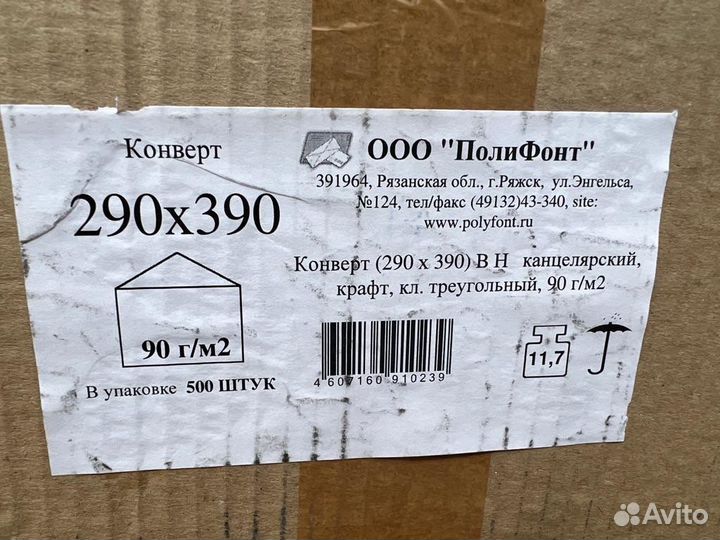 Конверт
290x390
90 г/м2
В упаковке 500 ШТУК
ООО "ПолиФонт"
391964, Рязанская обл., г.Ряжск, ул.Энгельса,
№124, тел/факс (49132)43-340, site:
www.polyfont.ru
Конверт (290 x 390) В Н канцелярский,
крафт, кл. треугольный, 90 г/м2
4 607160 910239
11,7
Avito